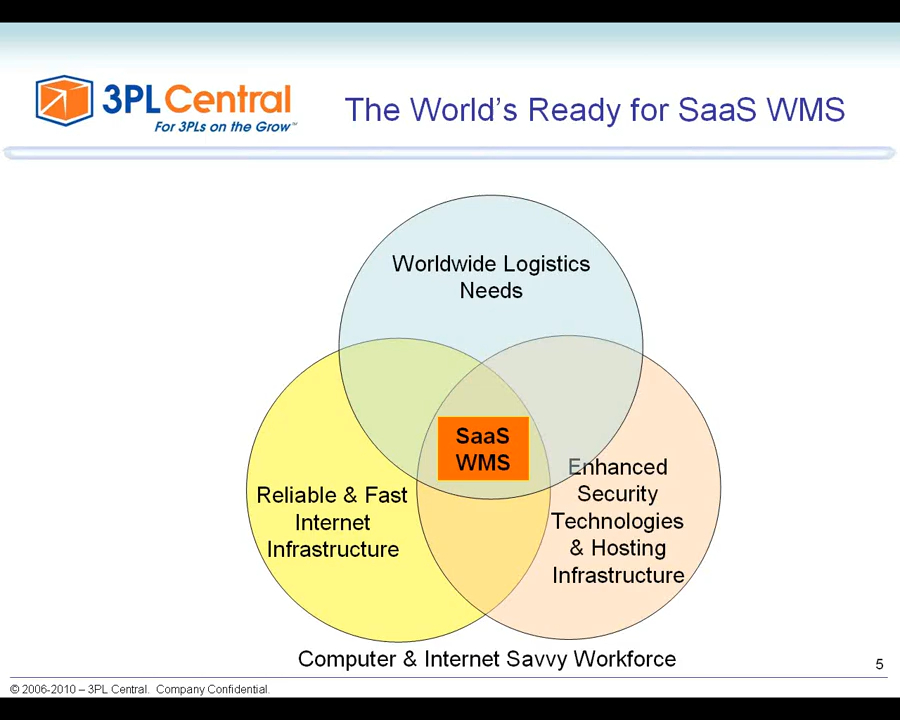 3PL Central
For 3PLs on the Grow™
The World's Ready for SaaS WMS
Worldwide Logistics
Needs
SaaS
WMS
Reliable & Fast
Internet
Infrastructure
Enhanced
Security
Technologies
& Hosting
Infrastructure
Computer & Internet Savvy Workforce
5
© 2006-2010 – 3PL Central. Company Confidential.